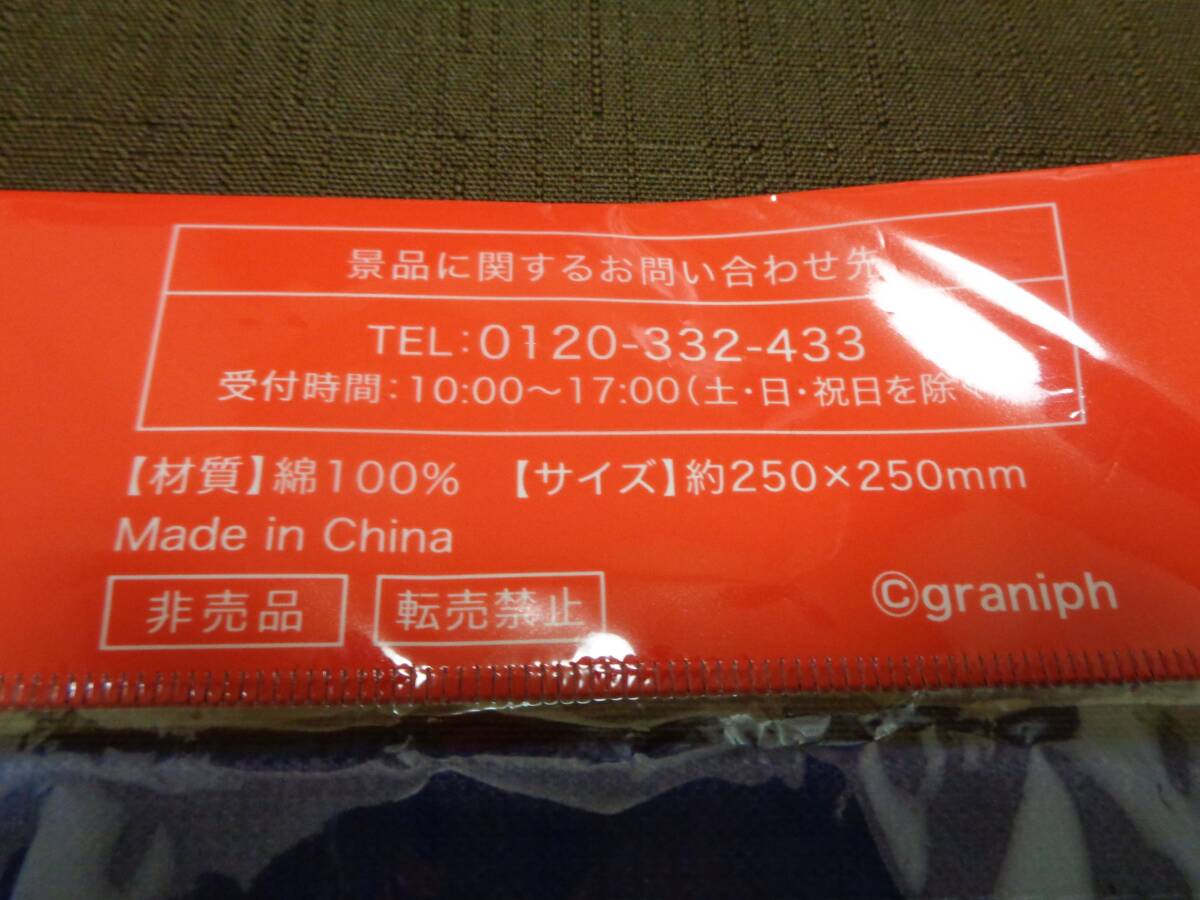 景品に関するお問い合わせ先
TEL:0120-332-433
受付時間:10:00～17:00(土・日・祝日を除
【材質】綿100% 【サイズ】約250×250mm
Made in China
非売品 転売禁止
©graniph